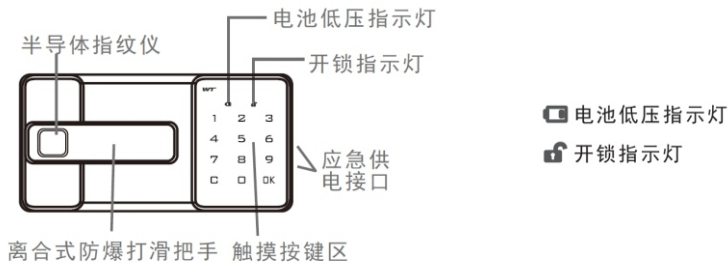 电池低压指示灯
半导体指纹仪
开锁指示灯
WT
1 2 3
4 5 6
7 8 9
C 0 OK
应急供
电接口
离合式防爆打滑把手
触摸按键区
电池低压指示灯
开锁指示灯